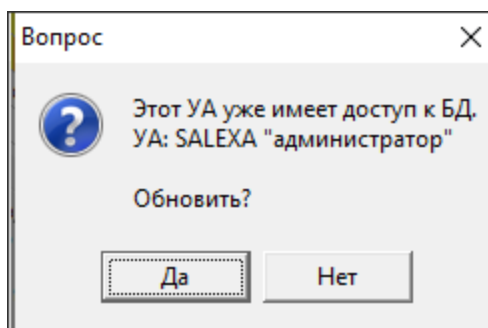 Вопрос
Этот УА уже имеет доступ к БД.
УА: SALEXA "администратор"
Обновить?
Да
Нет